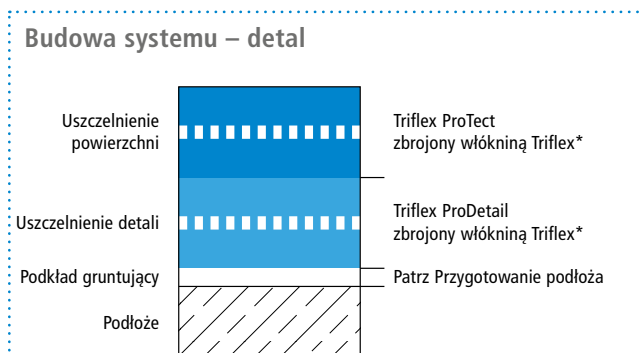 Budowa systemu – detal
Uszczelnienie
powierzchni
Triflex ProTect
zbrojony włókniną Triflex*
Uszczelnienie detali
Triflex ProDetail
zbrojony włókniną Triflex*
Podkład gruntujący
Patrz Przygotowanie podłoża
Podłoże